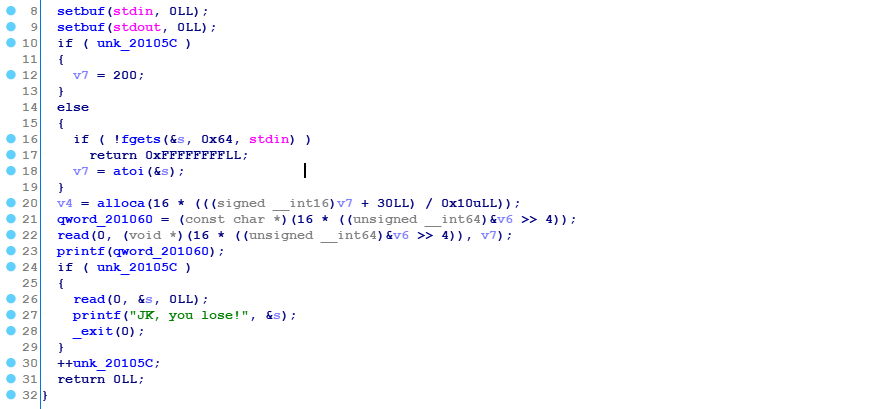 8 setbuf(stdin, 0LL);
9 setbuf(stdout, 0LL);
10 if ( unk_20105C )
11 {
12 v7 = 200;
13 }
14 else
15 {
16 if ( !fgets(&s, 0x64, stdin) )
17 return 0xFFFFFFFFLL;
18 v7 = atoi(&s);
19 }
20 v4 = alloca(16 * (((signed __int16)v7 + 30LL) / 0x10uLL));
21 qword_201060 = (const char *)(16 * ((unsigned __int64)&v6 >> 4));
22 read(0, (void *)(16 * ((unsigned __int64)&v6 >> 4)), v7);
23 printf(qword_201060);
24 if ( unk_20105C )
25 {
26 read(0, &s, 0LL);
27 printf("JK, you lose!", &s);
28 _exit(0);
29 }
30 ++unk_20105C;
31 return 0LL;
32 }